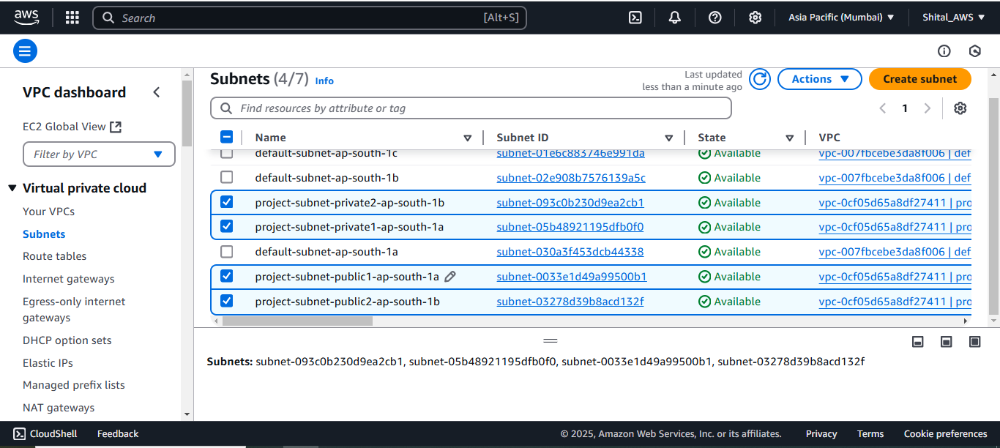 aws Search [Alt+S] Asia Pacific (Mumbai) Shital_AWS
VPC dashboard
EC2 Global View
Filter by VPC
Virtual private cloud
Your VPCs
Subnets
Route tables
Internet gateways
Egress-only internet
gateways
DHCP option sets
Elastic IPs
Managed prefix lists
NAT gateways
Subnets (4/7) Info
Last updated
less than a minute ago
Actions
Create subnet
Find resources by attribute or tag
1
Name Subnet ID State VPC
default-subnet-ap-south-1c subnet-01e6c883746e991da Available vpc-007fbcebe3da8f006 | def
default-subnet-ap-south-1b subnet-02e908b7576139a5c Available vpc-007fbcebe3da8f006 | def
project-subnet-private2-ap-south-1b subnet-093c0b230d9ea2cb1 Available vpc-0cf05d65a8df27411 | pro
project-subnet-private1-ap-south-1a subnet-05b48921195dfb0f0 Available vpc-0cf05d65a8df27411 | pro
default-subnet-ap-south-1a subnet-030a3f453dcb44338 Available vpc-007fbcebe3da8f006 | def
project-subnet-public1-ap-south-1a subnet-0033e1d49a99500b1 Available vpc-0cf05d65a8df27411 | pro
project-subnet-public2-ap-south-1b subnet-03278d39b8acd132f Available vpc-0cf05d65a8df27411 | pro
Subnets: subnet-093c0b230d9ea2cb1, subnet-05b48921195dfb0f0, subnet-0033e1d49a99500b1, subnet-03278d39b8acd132f
CloudShell Feedback © 2025, Amazon Web Services, Inc. or its affiliates. Privacy Terms Cookie preferences